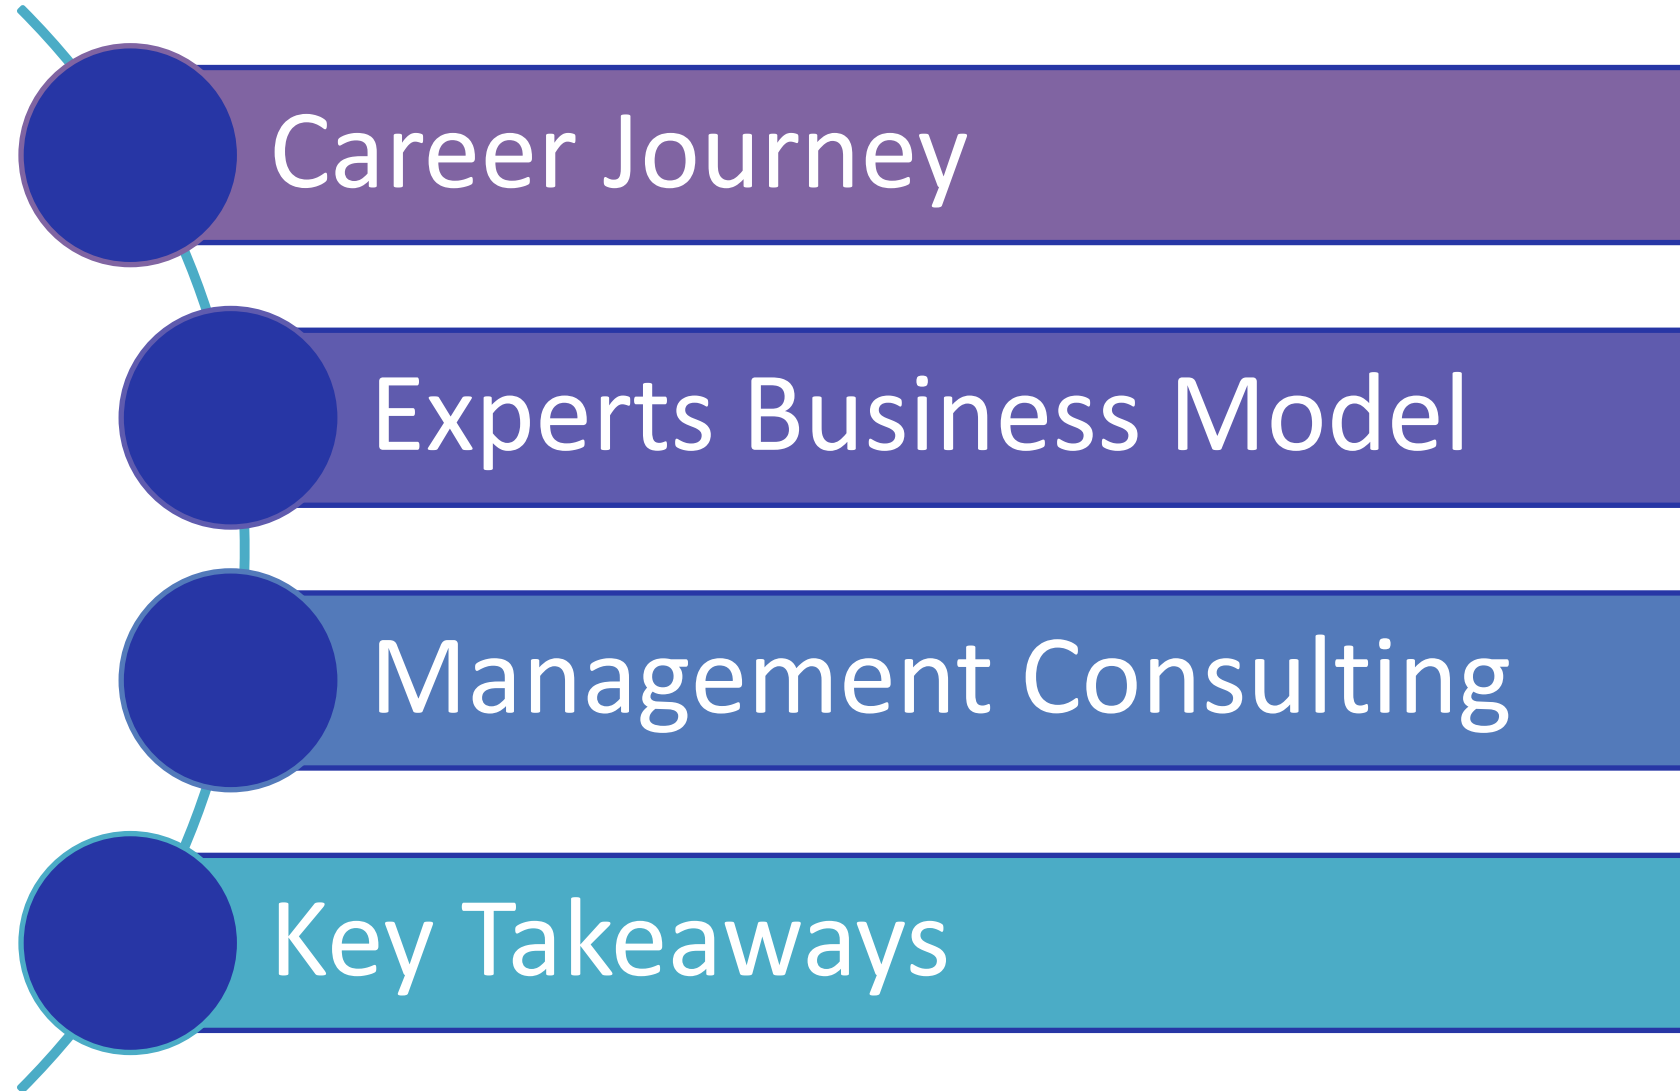 Career Journey
Experts Business Model
Management Consulting
Key Takeaways